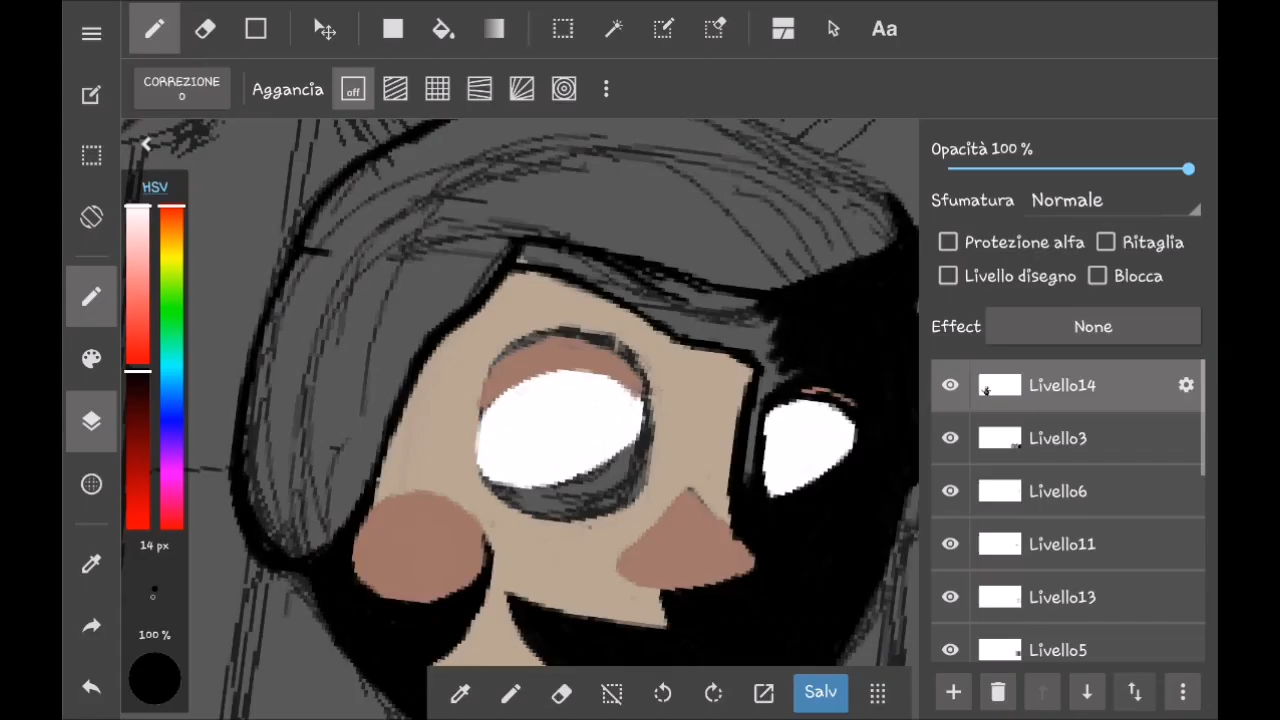 Aa
CORREZIONE
0
Aggancia
off
HSV
14 px
100 %
Opacità 100 %
Sfumatura Normale
Protezione alfa
Ritaglia
Livello disegno
Blocca
Effect None
Livello14
Livello3
Livello6
Livello11
Livello13
Livello5
Salv